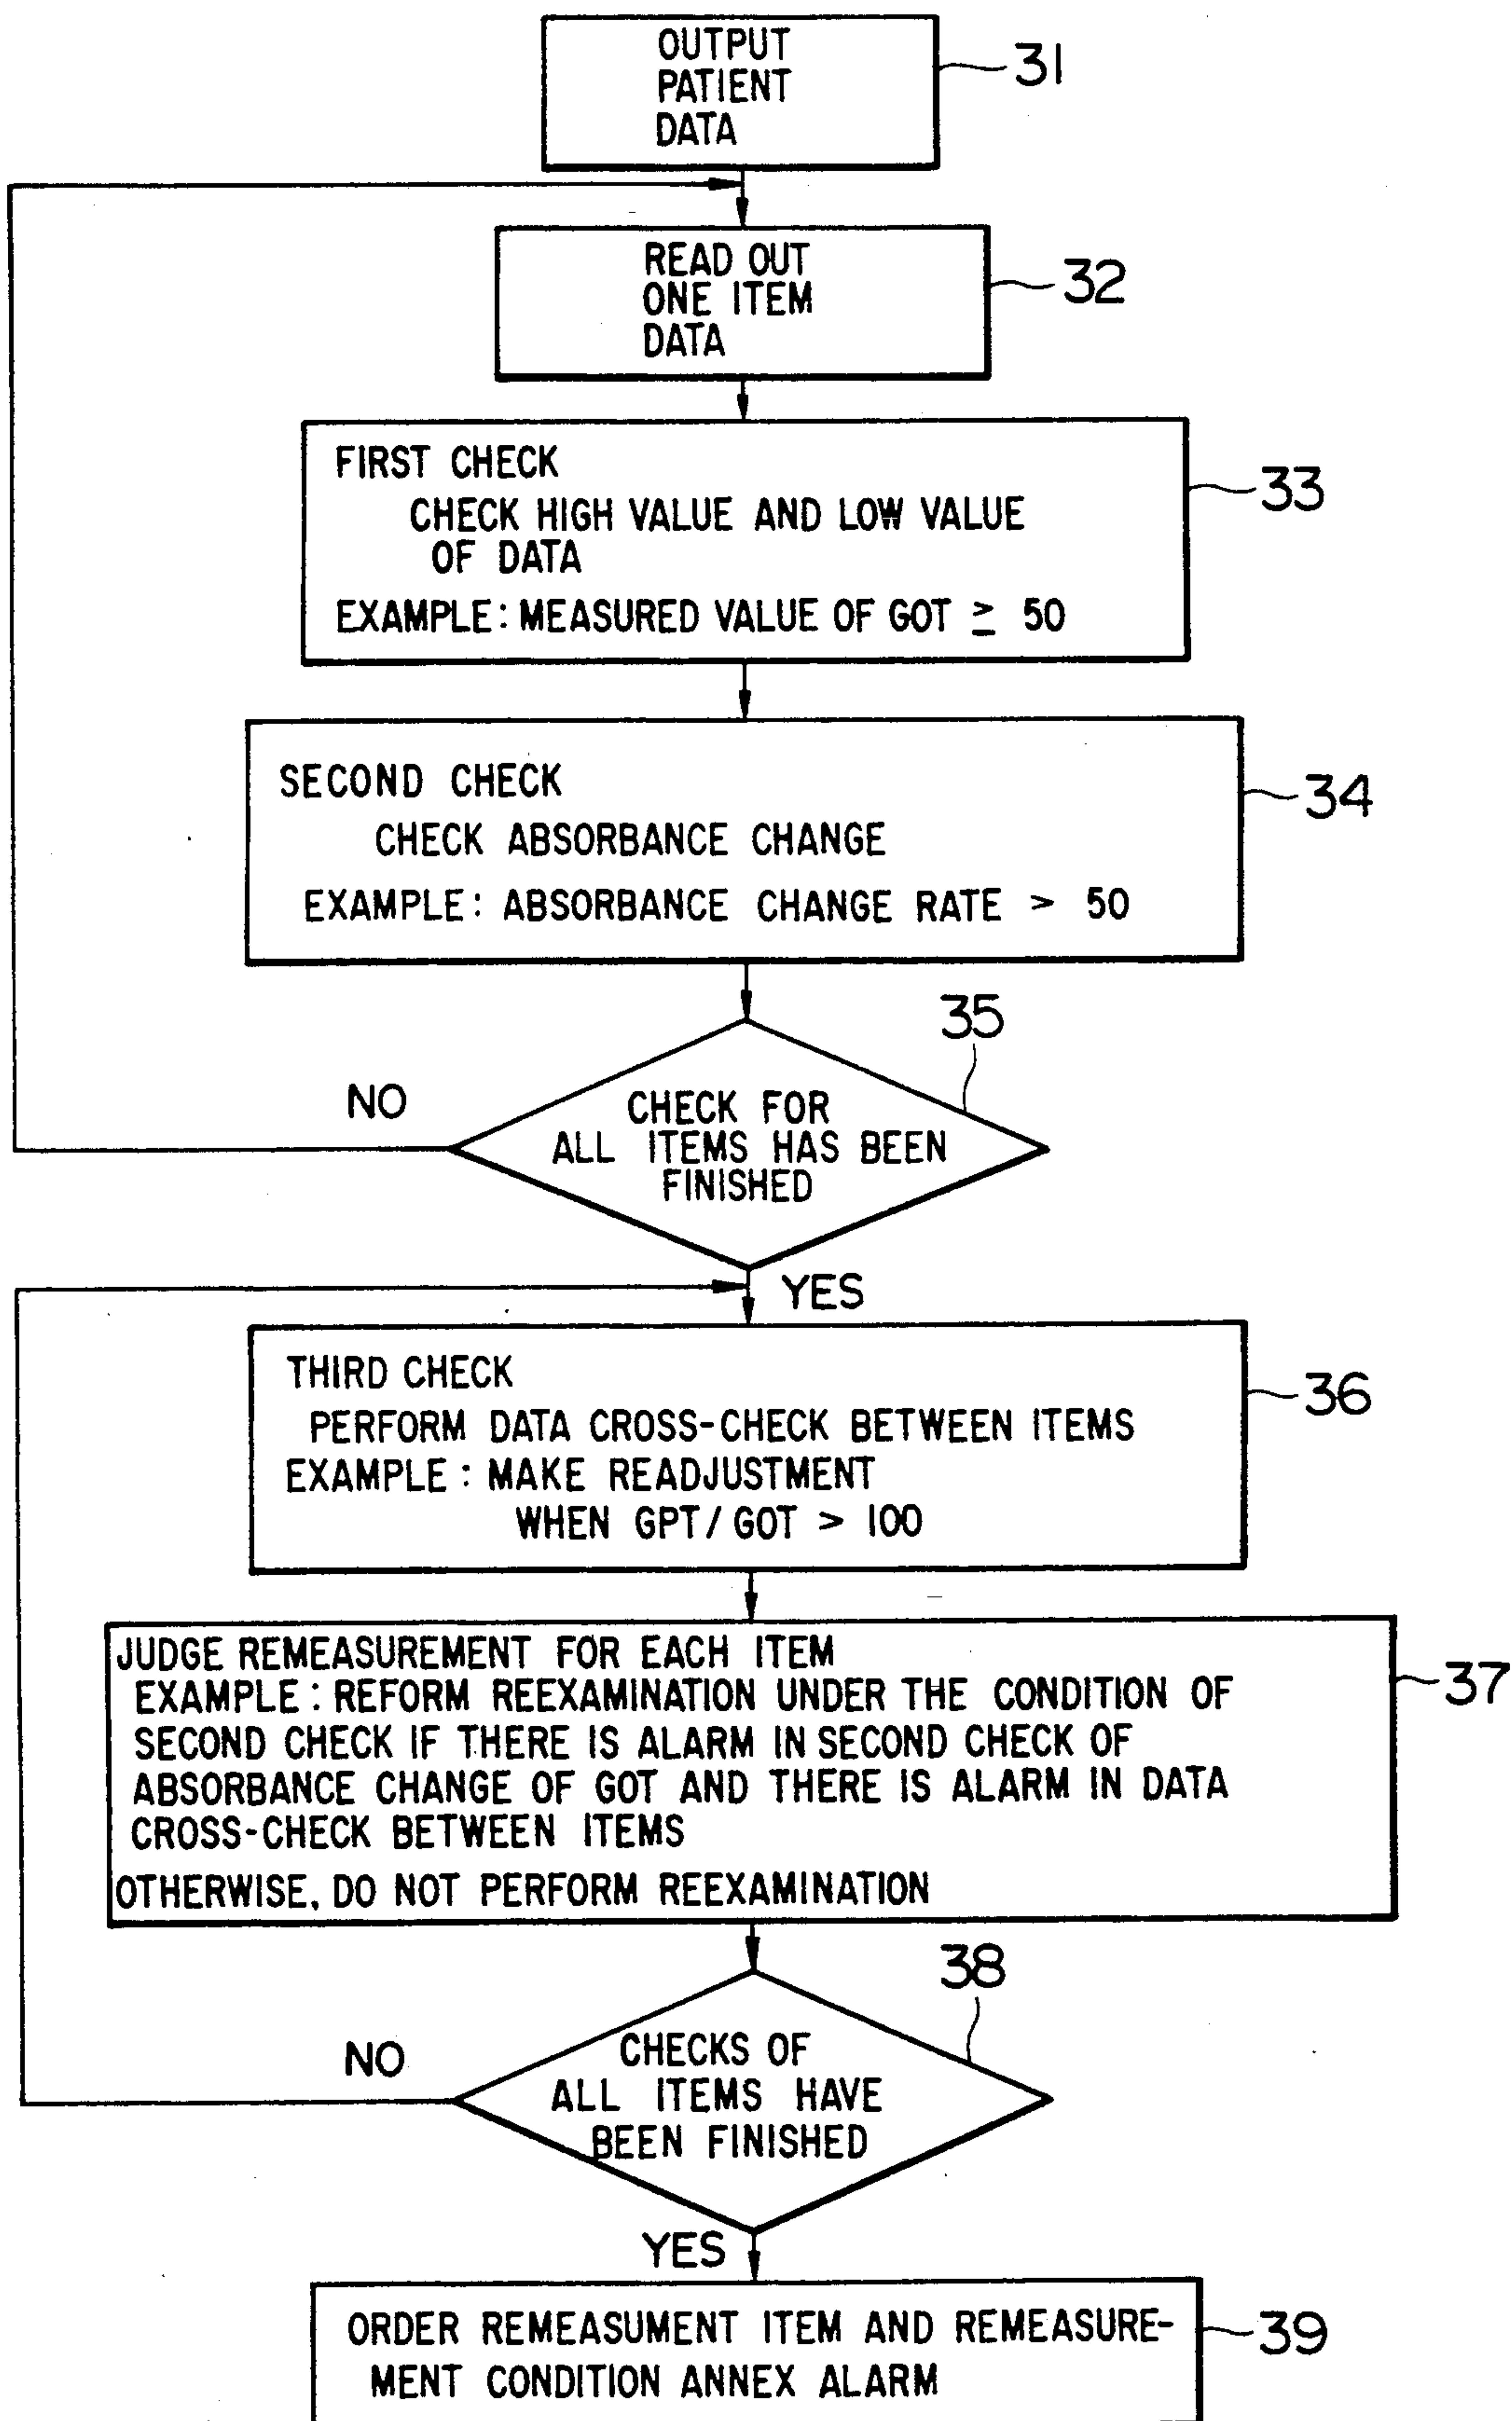 OUTPUT
PATIENT
DATA
31
READ OUT
ONE ITEM
DATA
32
FIRST CHECK
CHECK HIGH VALUE AND LOW VALUE
OF DATA
EXAMPLE: MEASURED VALUE OF GOT ≥ 50
33
SECOND CHECK
CHECK ABSORBANCE CHANGE
EXAMPLE: ABSORBANCE CHANGE RATE > 50
34
35
NO
CHECK FOR
ALL ITEMS HAS BEEN
FINISHED
YES
THIRD CHECK
PERFORM DATA CROSS-CHECK BETWEEN ITEMS
EXAMPLE: MAKE READJUSTMENT
WHEN GPT/GOT > 100
36
JUDGE REMEASUREMENT FOR EACH ITEM
EXAMPLE: REFORM REEXAMINATION UNDER THE CONDITION OF
SECOND CHECK IF THERE IS ALARM IN SECOND CHECK OF
ABSORBANCE CHANGE OF GOT AND THERE IS ALARM IN DATA
CROSS-CHECK BETWEEN ITEMS
OTHERWISE, DO NOT PERFORM REEXAMINATION
37
38
NO
CHECKS OF
ALL ITEMS HAVE
BEEN FINISHED
YES
ORDER REMEASUMENT ITEM AND REMEASURE-
MENT CONDITION ANNEX ALARM
39